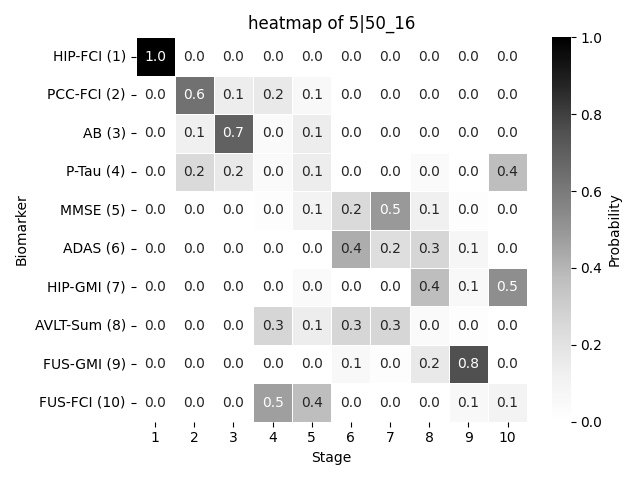 heatmap of 5|50_16
HIP-FCI (1) 1.0 0.0 0.0 0.0 0.0 0.0 0.0 0.0 0.0 0.0
PCC-FCI (2) 0.0 0.6 0.1 0.2 0.1 0.0 0.0 0.0 0.0 0.0
AB (3) 0.0 0.1 0.7 0.0 0.1 0.0 0.0 0.0 0.0 0.0
P-Tau (4) 0.0 0.2 0.2 0.0 0.1 0.0 0.0 0.0 0.0 0.4
MMSE (5) 0.0 0.0 0.0 0.0 0.1 0.2 0.5 0.1 0.0 0.0
ADAS (6) 0.0 0.0 0.0 0.0 0.0 0.4 0.2 0.3 0.1 0.0
HIP-GMI (7) 0.0 0.0 0.0 0.0 0.0 0.0 0.0 0.4 0.1 0.5
AVLT-Sum (8) 0.0 0.0 0.0 0.3 0.1 0.3 0.3 0.0 0.0 0.0
FUS-GMI (9) 0.0 0.0 0.0 0.0 0.0 0.1 0.0 0.2 0.8 0.0
FUS-FCI (10) 0.0 0.0 0.0 0.5 0.4 0.0 0.0 0.0 0.1 0.1
1 2 3 4 5 6 7 8 9 10
Stage
Biomarker
1.0
0.8
0.6
0.4
0.2
0.0
Probability